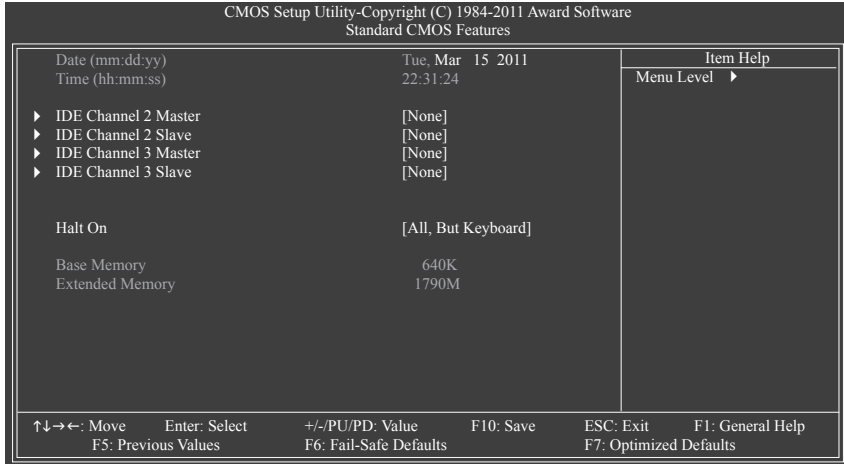 CMOS Setup Utility-Copyright (C) 1984-2011 Award Software
Standard CMOS Features
Date (mm:dd:yy) Tue, Mar 15 2011
Time (hh:mm:ss) 22:31:24
IDE Channel 2 Master [None]
IDE Channel 2 Slave [None]
IDE Channel 3 Master [None]
IDE Channel 3 Slave [None]
Halt On [All, But Keyboard]
Base Memory 640K
Extended Memory 1790M
Item Help
Menu Level
↑↓→←: Move Enter: Select +/-/PU/PD: Value F10: Save ESC: Exit F1: General Help
F5: Previous Values F6: Fail-Safe Defaults F7: Optimized Defaults